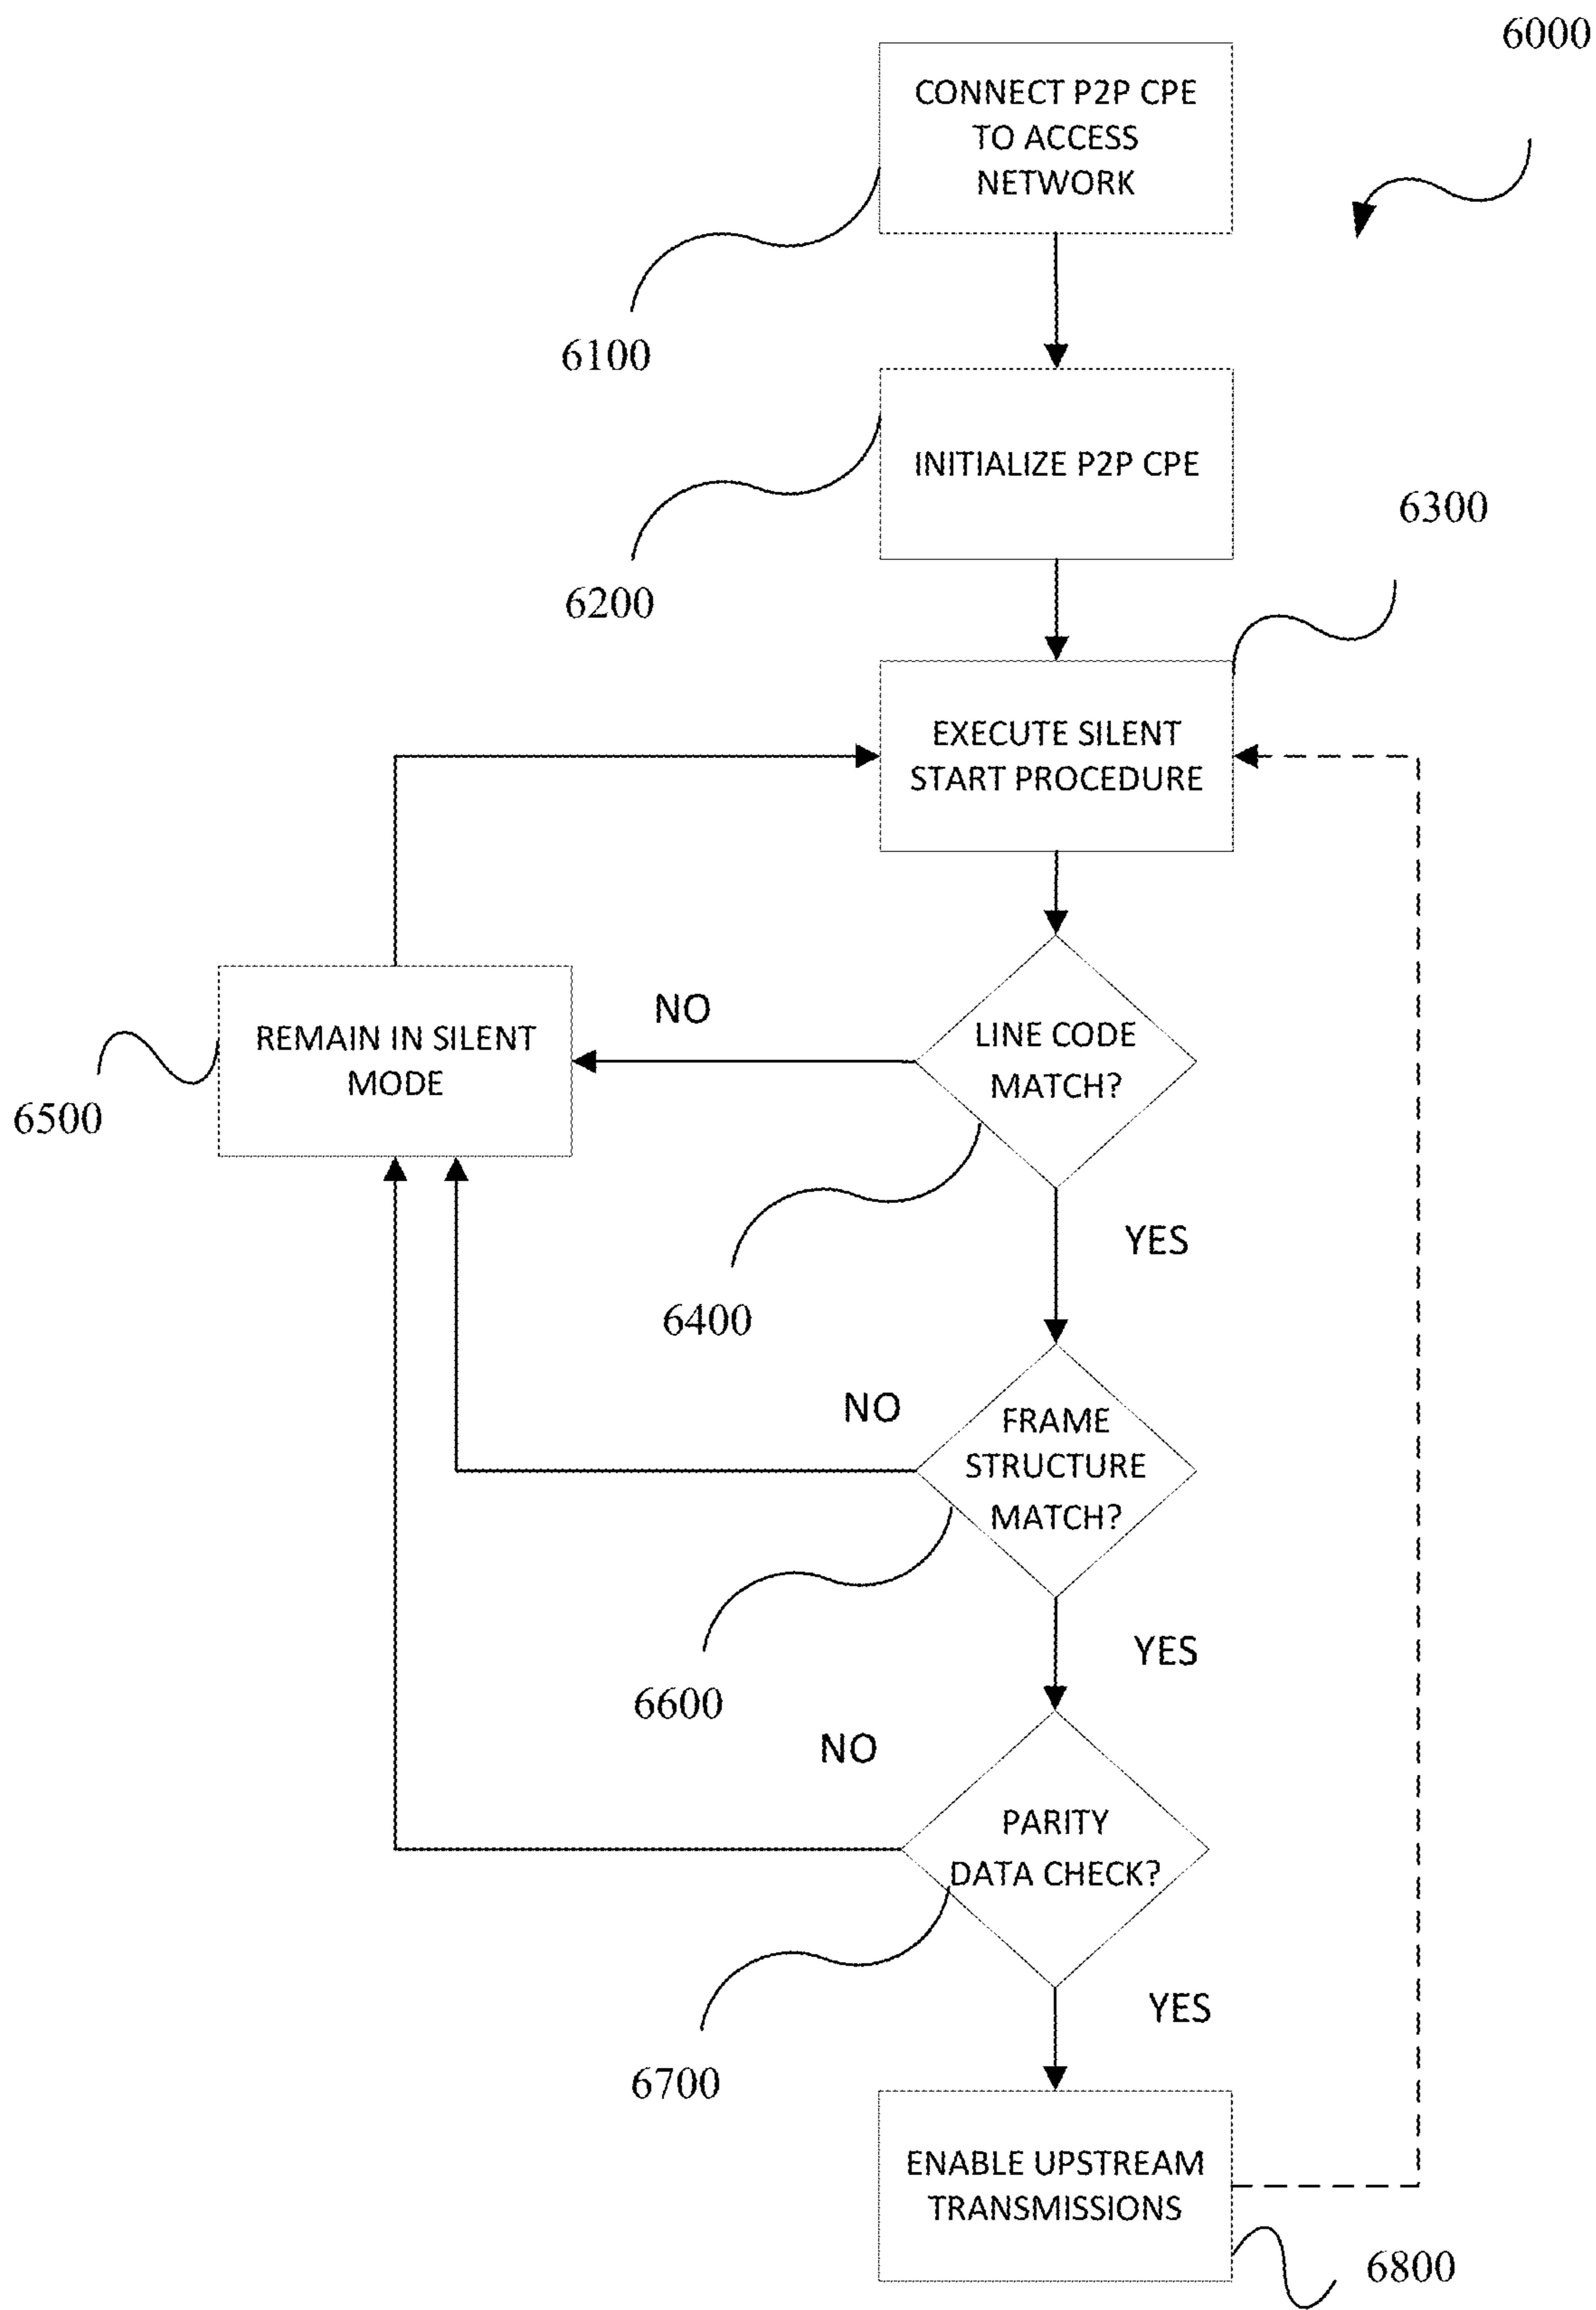 6000
CONNECT P2P CPE
TO ACCESS
NETWORK
6100
INITIALIZE P2P CPE
6200
6300
EXECUTE SILENT
START PROCEDURE
NO
LINE CODE
MATCH?
REMAIN IN SILENT
MODE
6500
6400
YES
NO
FRAME
STRUCTURE
MATCH?
6600
YES
NO
PARITY
DATA CHECK?
6700
YES
ENABLE UPSTREAM
TRANSMISSIONS
6800